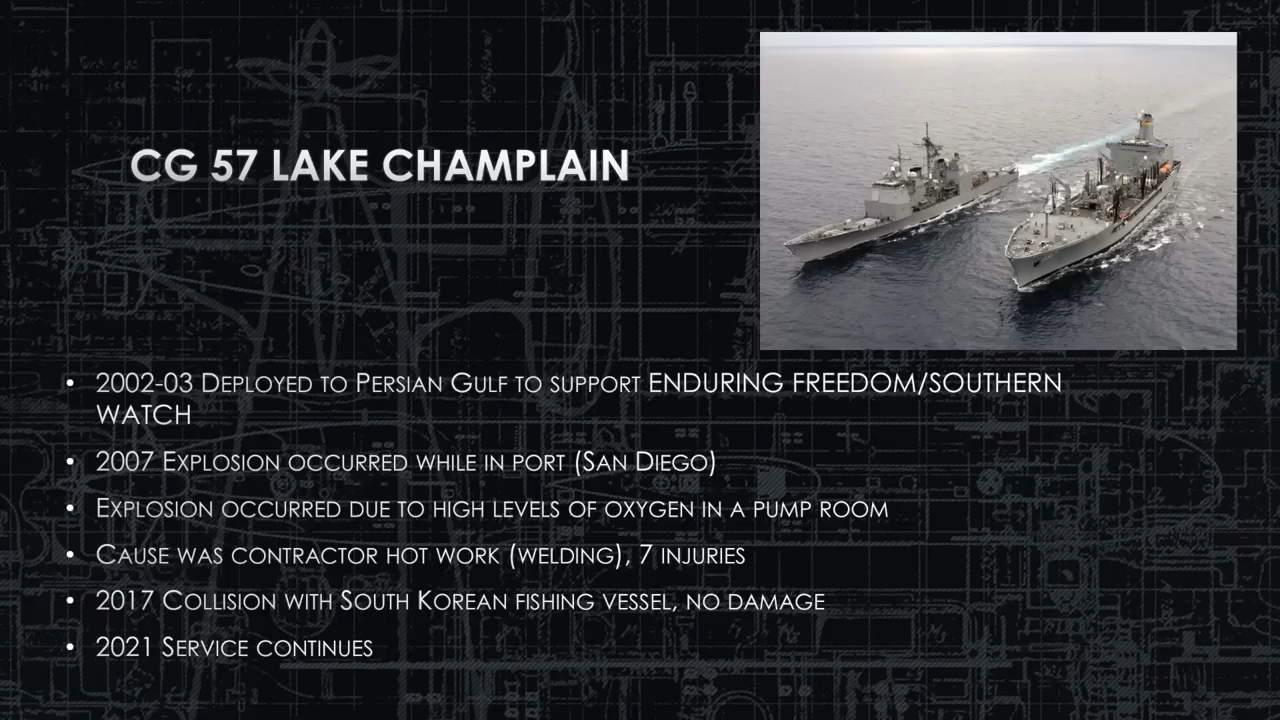 CG 57 LAKE CHAMPLAIN
• 2002-03 DEPLOYED TO PERSIAN GULF TO SUPPORT ENDURING FREEDOM/SOUTHERN
WATCH
• 2007 EXPLOSION OCCURRED WHILE IN PORT (SAN DIEGO)
• EXPLOSION OCCURRED DUE TO HIGH LEVELS OF OXYGEN IN A PUMP ROOM
• CAUSE WAS CONTRACTOR HOT WORK (WELDING), 7 INJURIES
• 2017 COLLISION WITH SOUTH KOREAN FISHING VESSEL, NO DAMAGE
• 2021 SERVICE CONTINUES